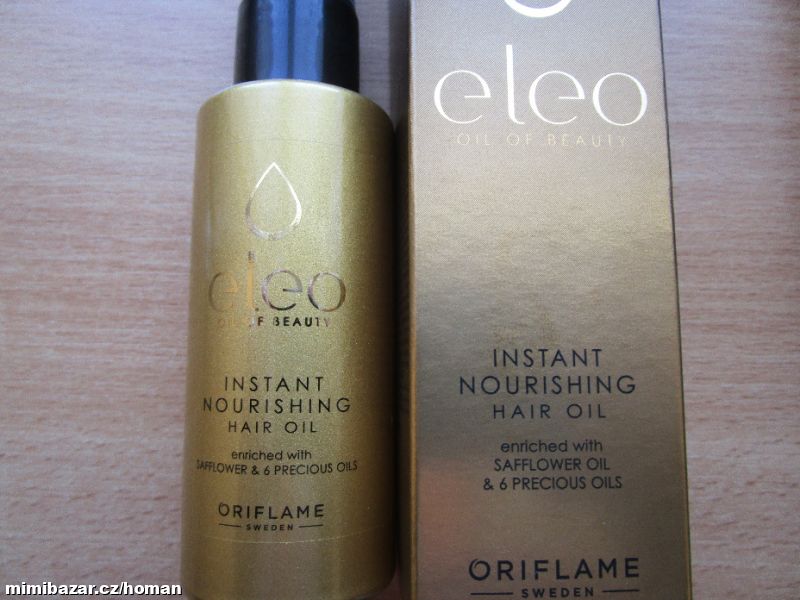 eleo
OIL OF BEAUTY
INSTANT
NOURISHING
HAIR OIL
enriched with
SAFFLOWER & 6 PRECIOUS OILS
ORIFLAME
SWEDEN
eleo
OIL OF BEAUTY
INSTANT
NOURISHING
HAIR OIL
enriched with
SAFFLOWER OIL
& 6 PRECIOUS OILS
ORIFLAME
SWEDEN
mimibazar.cz/homan